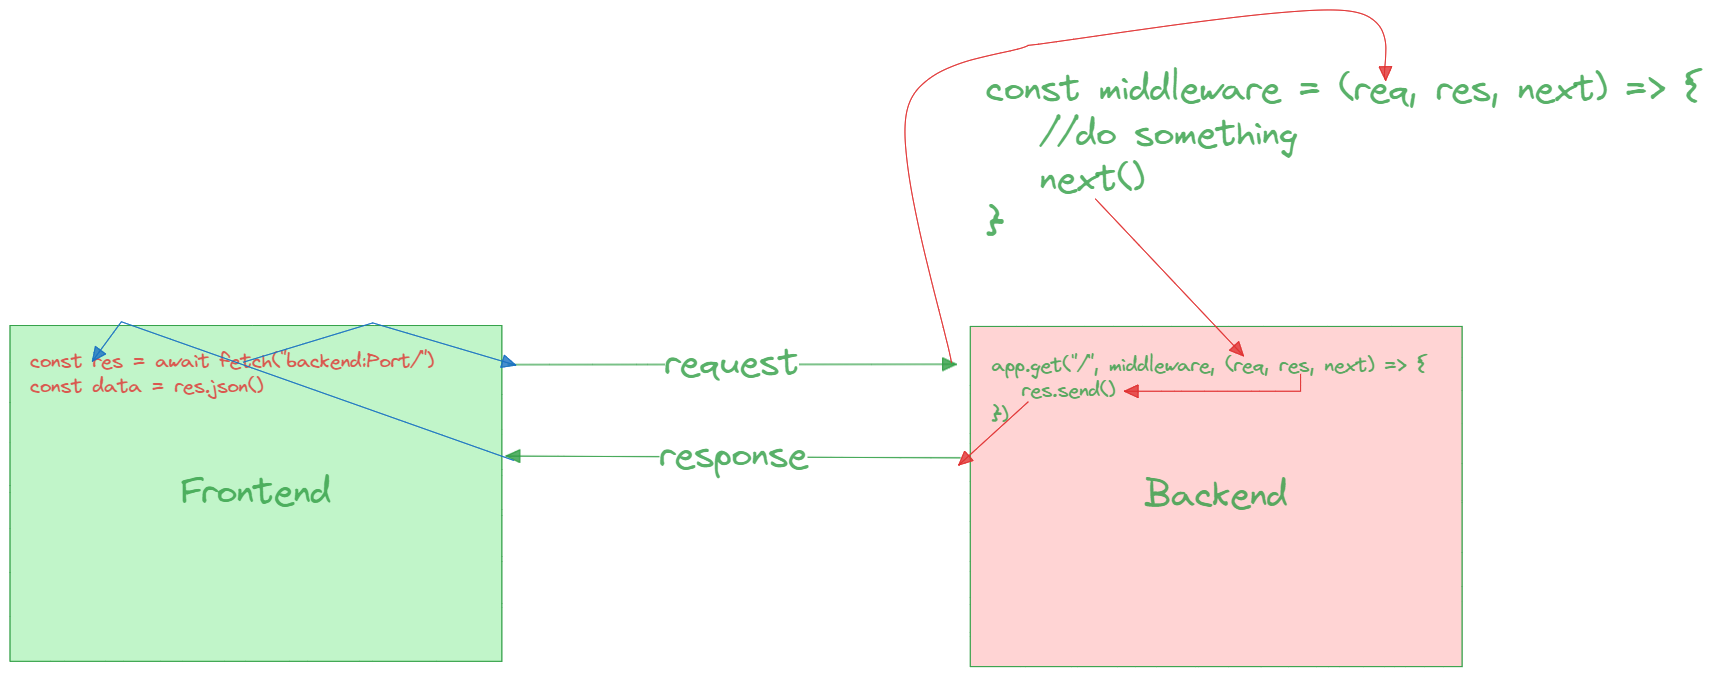 const middleware = (req, res, next) => {
//do something
next()
}
const res = await fetch("backend:Port/")
const data = res.json()
Frontend
request
response
app.get("/", middleware, (req, res, next) => {
res.send()
})
Backend